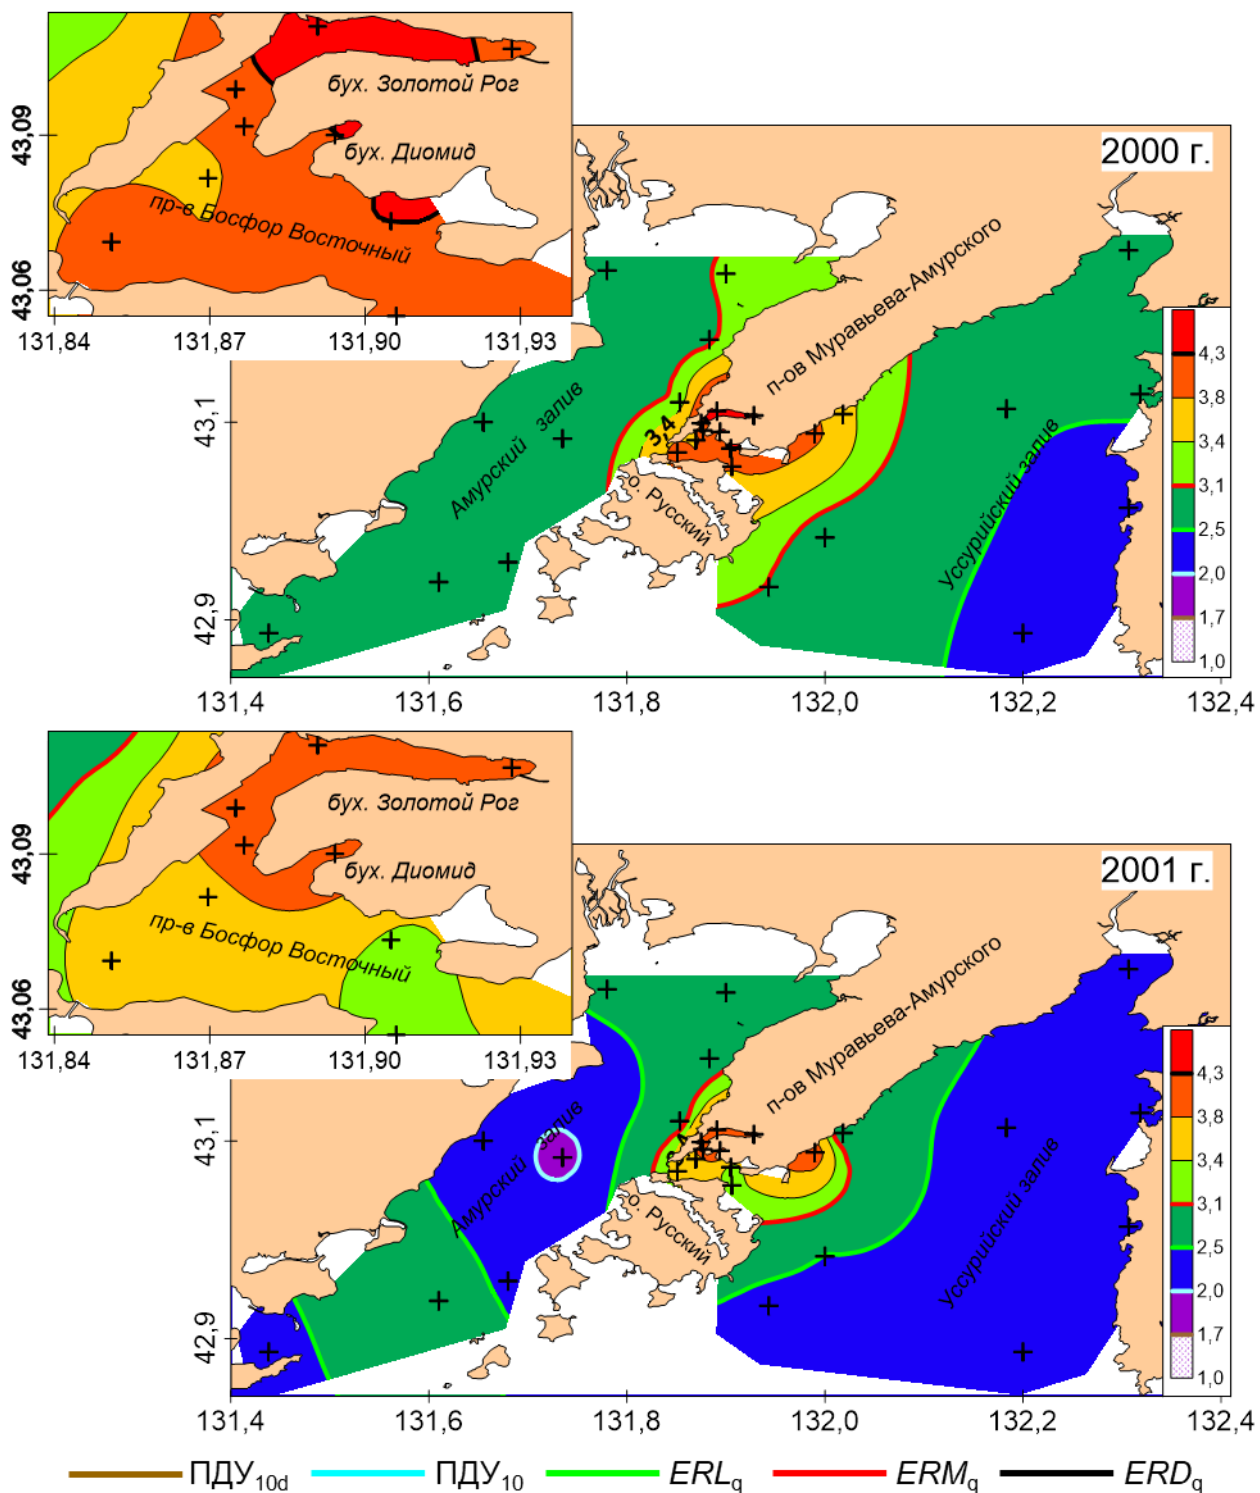 бух. Золотой Рог
бух. Диомид
пр-в Босфор Восточный
43,09
43,06
131,84
131,87
131,90
131,93
2000 г.
п-ов Муравьева-Амурского
Амурский залив
3,4
о. Русский
Уссурийский залив
43,1
42,9
4,3
3,8
3,4
3,1
2,5
2,0
1,7
1,0
131,4
131,6
131,8
132,0
132,2
132,4
бух. Золотой Рог
бух. Диомид
пр-в Босфор Восточный
43,09
43,06
131,84
131,87
131,90
131,93
2001 г.
п-ов Муравьева-Амурского
Амурский залив
о. Русский
Уссурийский залив
43,1
42,9
4,3
3,8
3,4
3,1
2,5
2,0
1,7
1,0
131,4
131,6
131,8
132,0
132,2
132,4
ПДУ10d
ПДУ10
ERLq
ERMq
ERDq